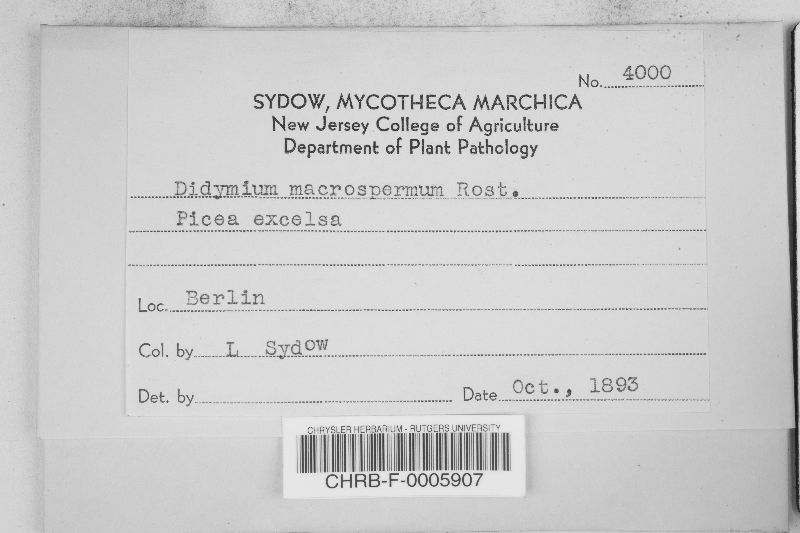 No. 4000
SYDOW, MYCOTHECA MARCHICA
New Jersey College of Agriculture
Department of Plant Pathology
Didymium macrospermum Rost.
Picea excelsa
Loc. Berlin
Col. by L Sydow
Det. by
Date Oct., 1893
CHRYSLER HERBARIUM - RUTGERS UNIVERSITY
CHRB-F-0005907